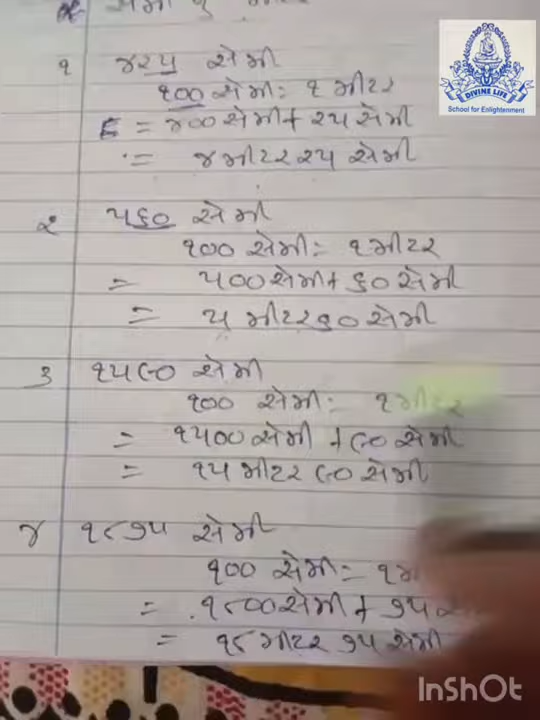 ૧ ૪૨૫ સેમી
૧૦૦ સેમી = ૧ મીટર
= ૪૦૦ સેમી + ૨૫ સેમી
= ૪ મીટર ૨૫ સેમી
૨ ૫૬૦ સેમી
૧૦૦ સેમી = ૧ મીટર
= ૫૦૦ સેમી + ૬૦ સેમી
= ૫ મીટર ૬૦ સેમી
૩ ૧૫૯૦ સેમી
૧૦૦ સેમી = ૧ મીટર
= ૧૫૦૦ સેમી + ૯૦ સેમી
= ૧૫ મીટર ૯૦ સેમી
૪ ૧૮૭૫ સેમી
૧૦૦ સેમી = ૧
= ૧૮૦૦ સેમી + ૭૫
= ૧૮ મીટર ૭૫ સેમી
DIVINE LIFE
School for Enlightenment
InShOt